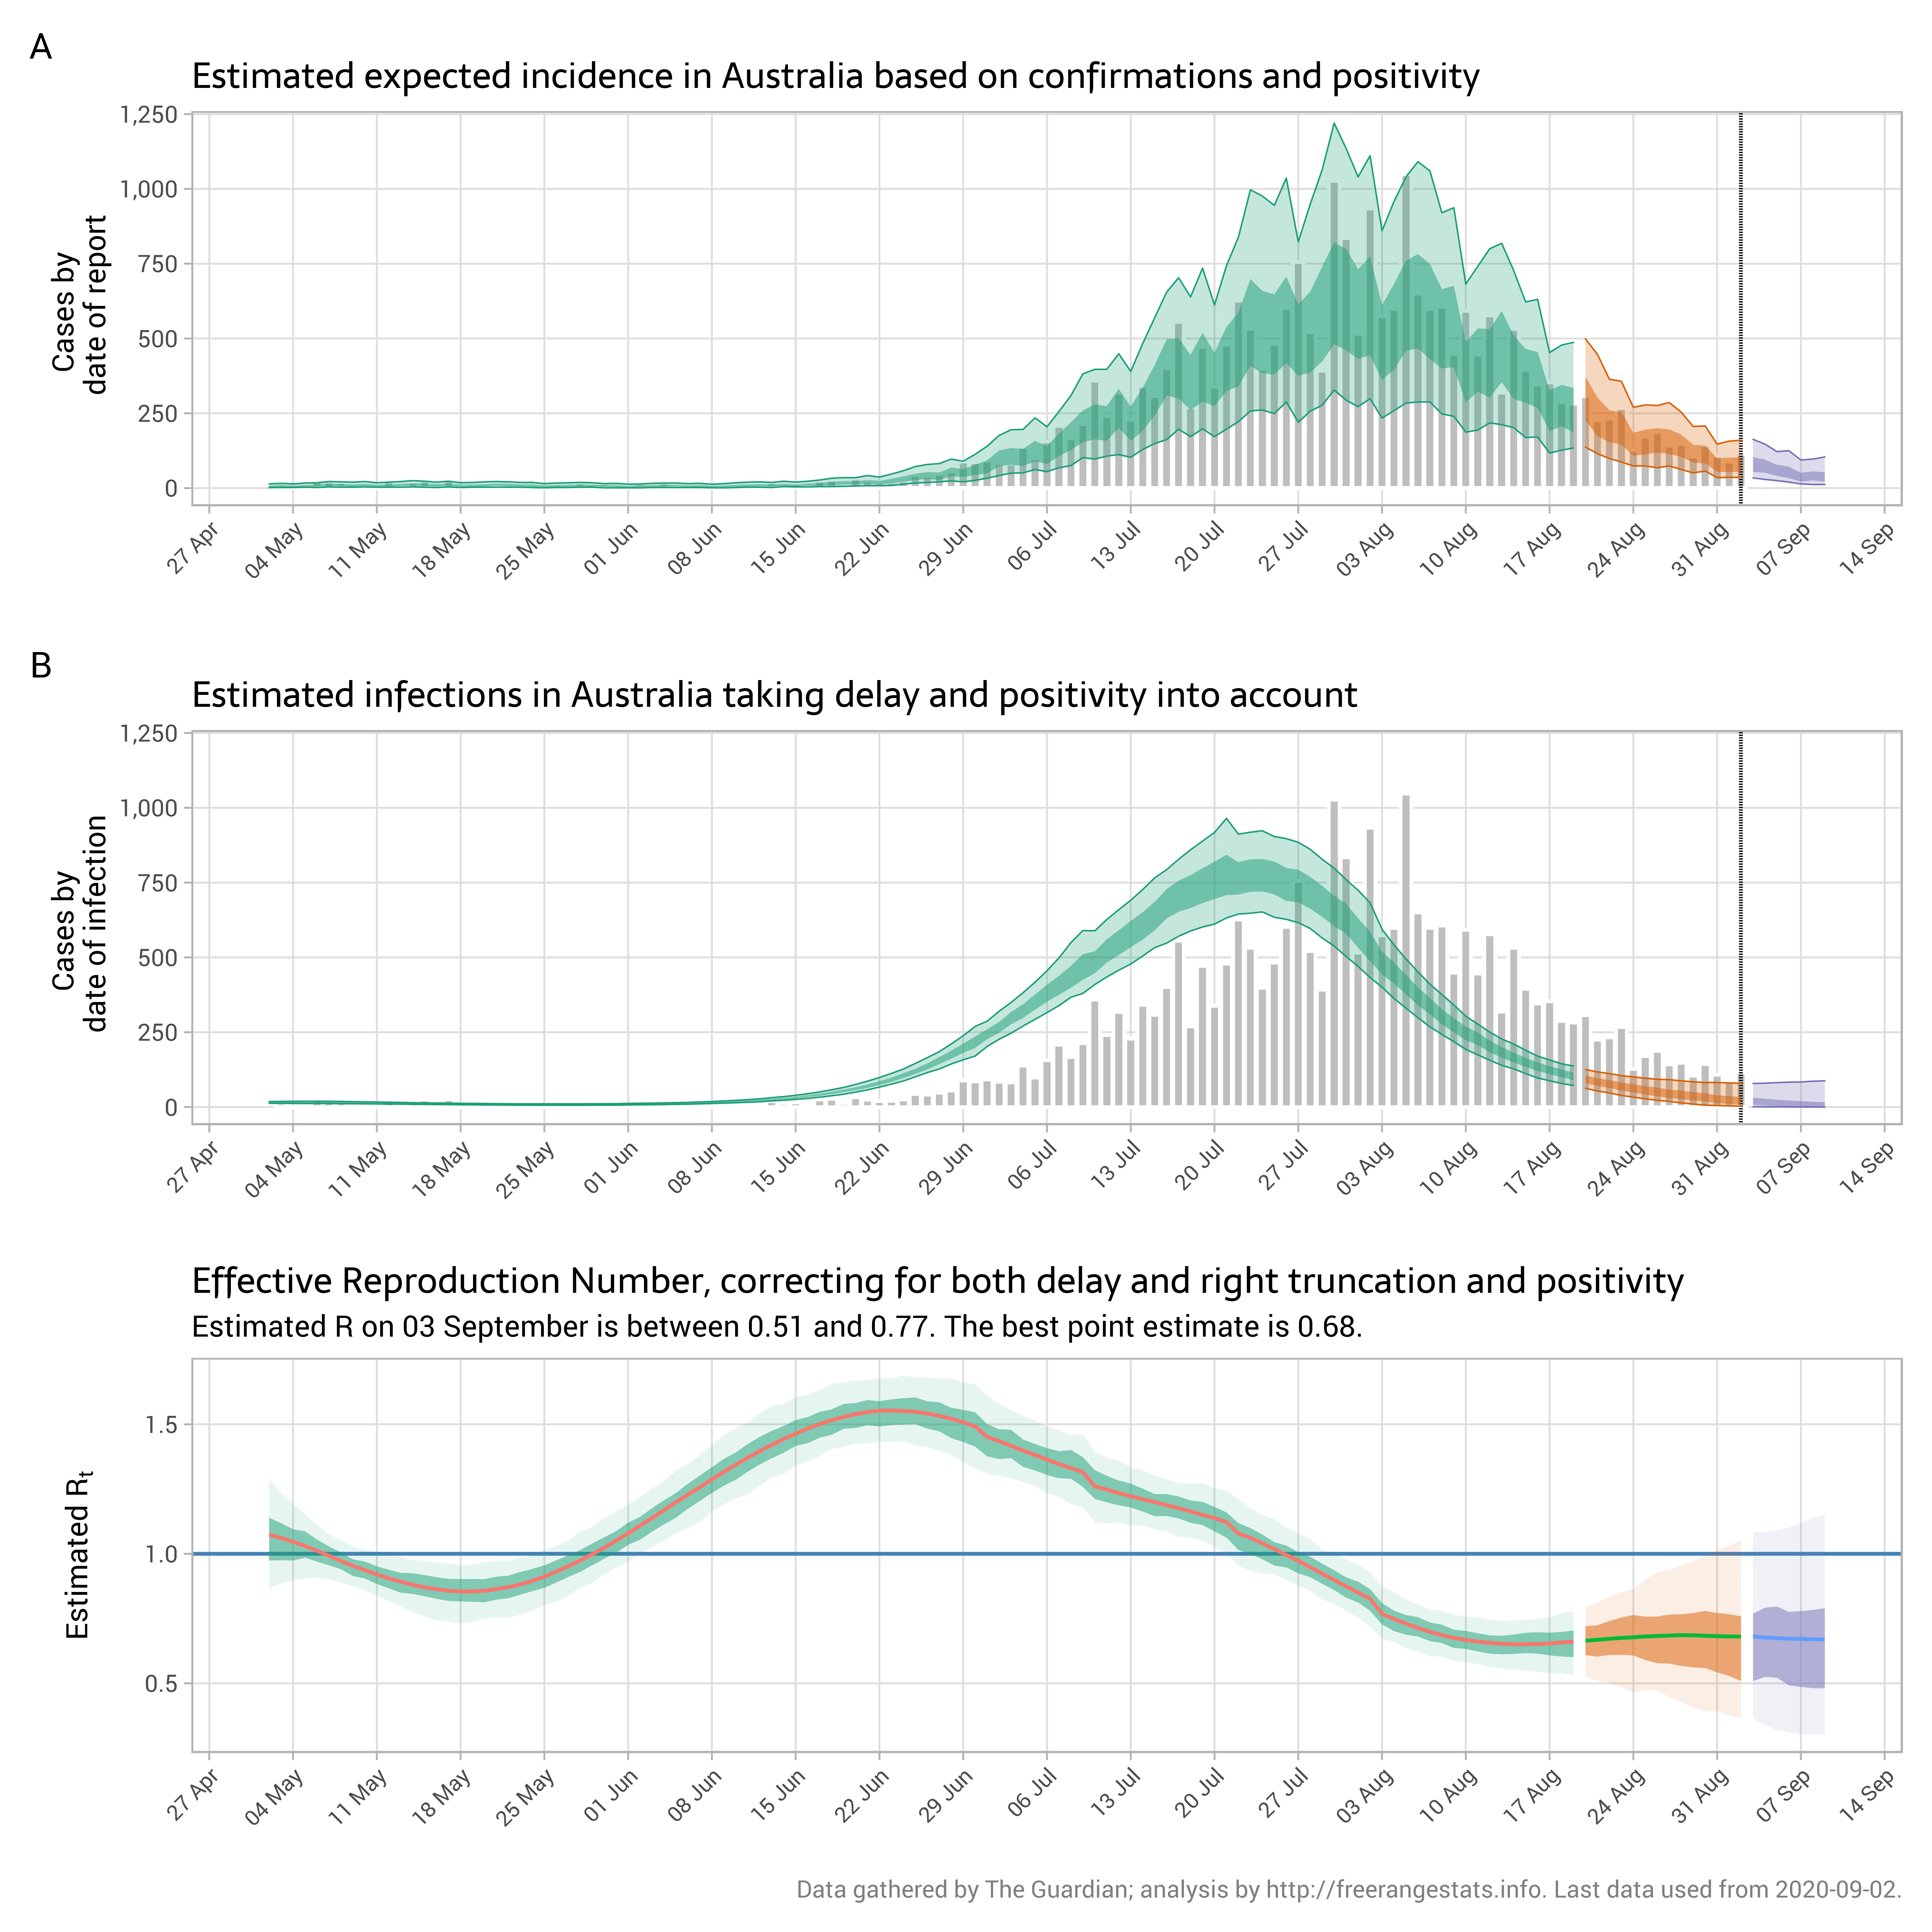 A
Estimated expected incidence in Australia based on confirmations and positivity
1,250
1,000
750
500
250
0
Cases by
date of report
27 Apr
04 May
11 May
18 May
25 May
01 Jun
08 Jun
15 Jun
22 Jun
29 Jun
06 Jul
13 Jul
20 Jul
27 Jul
03 Aug
10 Aug
17 Aug
24 Aug
31 Aug
07 Sep
14 Sep
B
Estimated infections in Australia taking delay and positivity into account
1,250
1,000
750
500
250
0
Cases by
date of infection
27 Apr
04 May
11 May
18 May
25 May
01 Jun
08 Jun
15 Jun
22 Jun
29 Jun
06 Jul
13 Jul
20 Jul
27 Jul
03 Aug
10 Aug
17 Aug
24 Aug
31 Aug
07 Sep
14 Sep
Effective Reproduction Number, correcting for both delay and right truncation and positivity
Estimated R on 03 September is between 0.51 and 0.77. The best point estimate is 0.68.
1.5
1.0
0.5
Estimated Rt
27 Apr
04 May
11 May
18 May
25 May
01 Jun
08 Jun
15 Jun
22 Jun
29 Jun
06 Jul
13 Jul
20 Jul
27 Jul
03 Aug
10 Aug
17 Aug
24 Aug
31 Aug
07 Sep
14 Sep
Data gathered by The Guardian; analysis by http://freerangestats.info. Last data used from 2020-09-02.